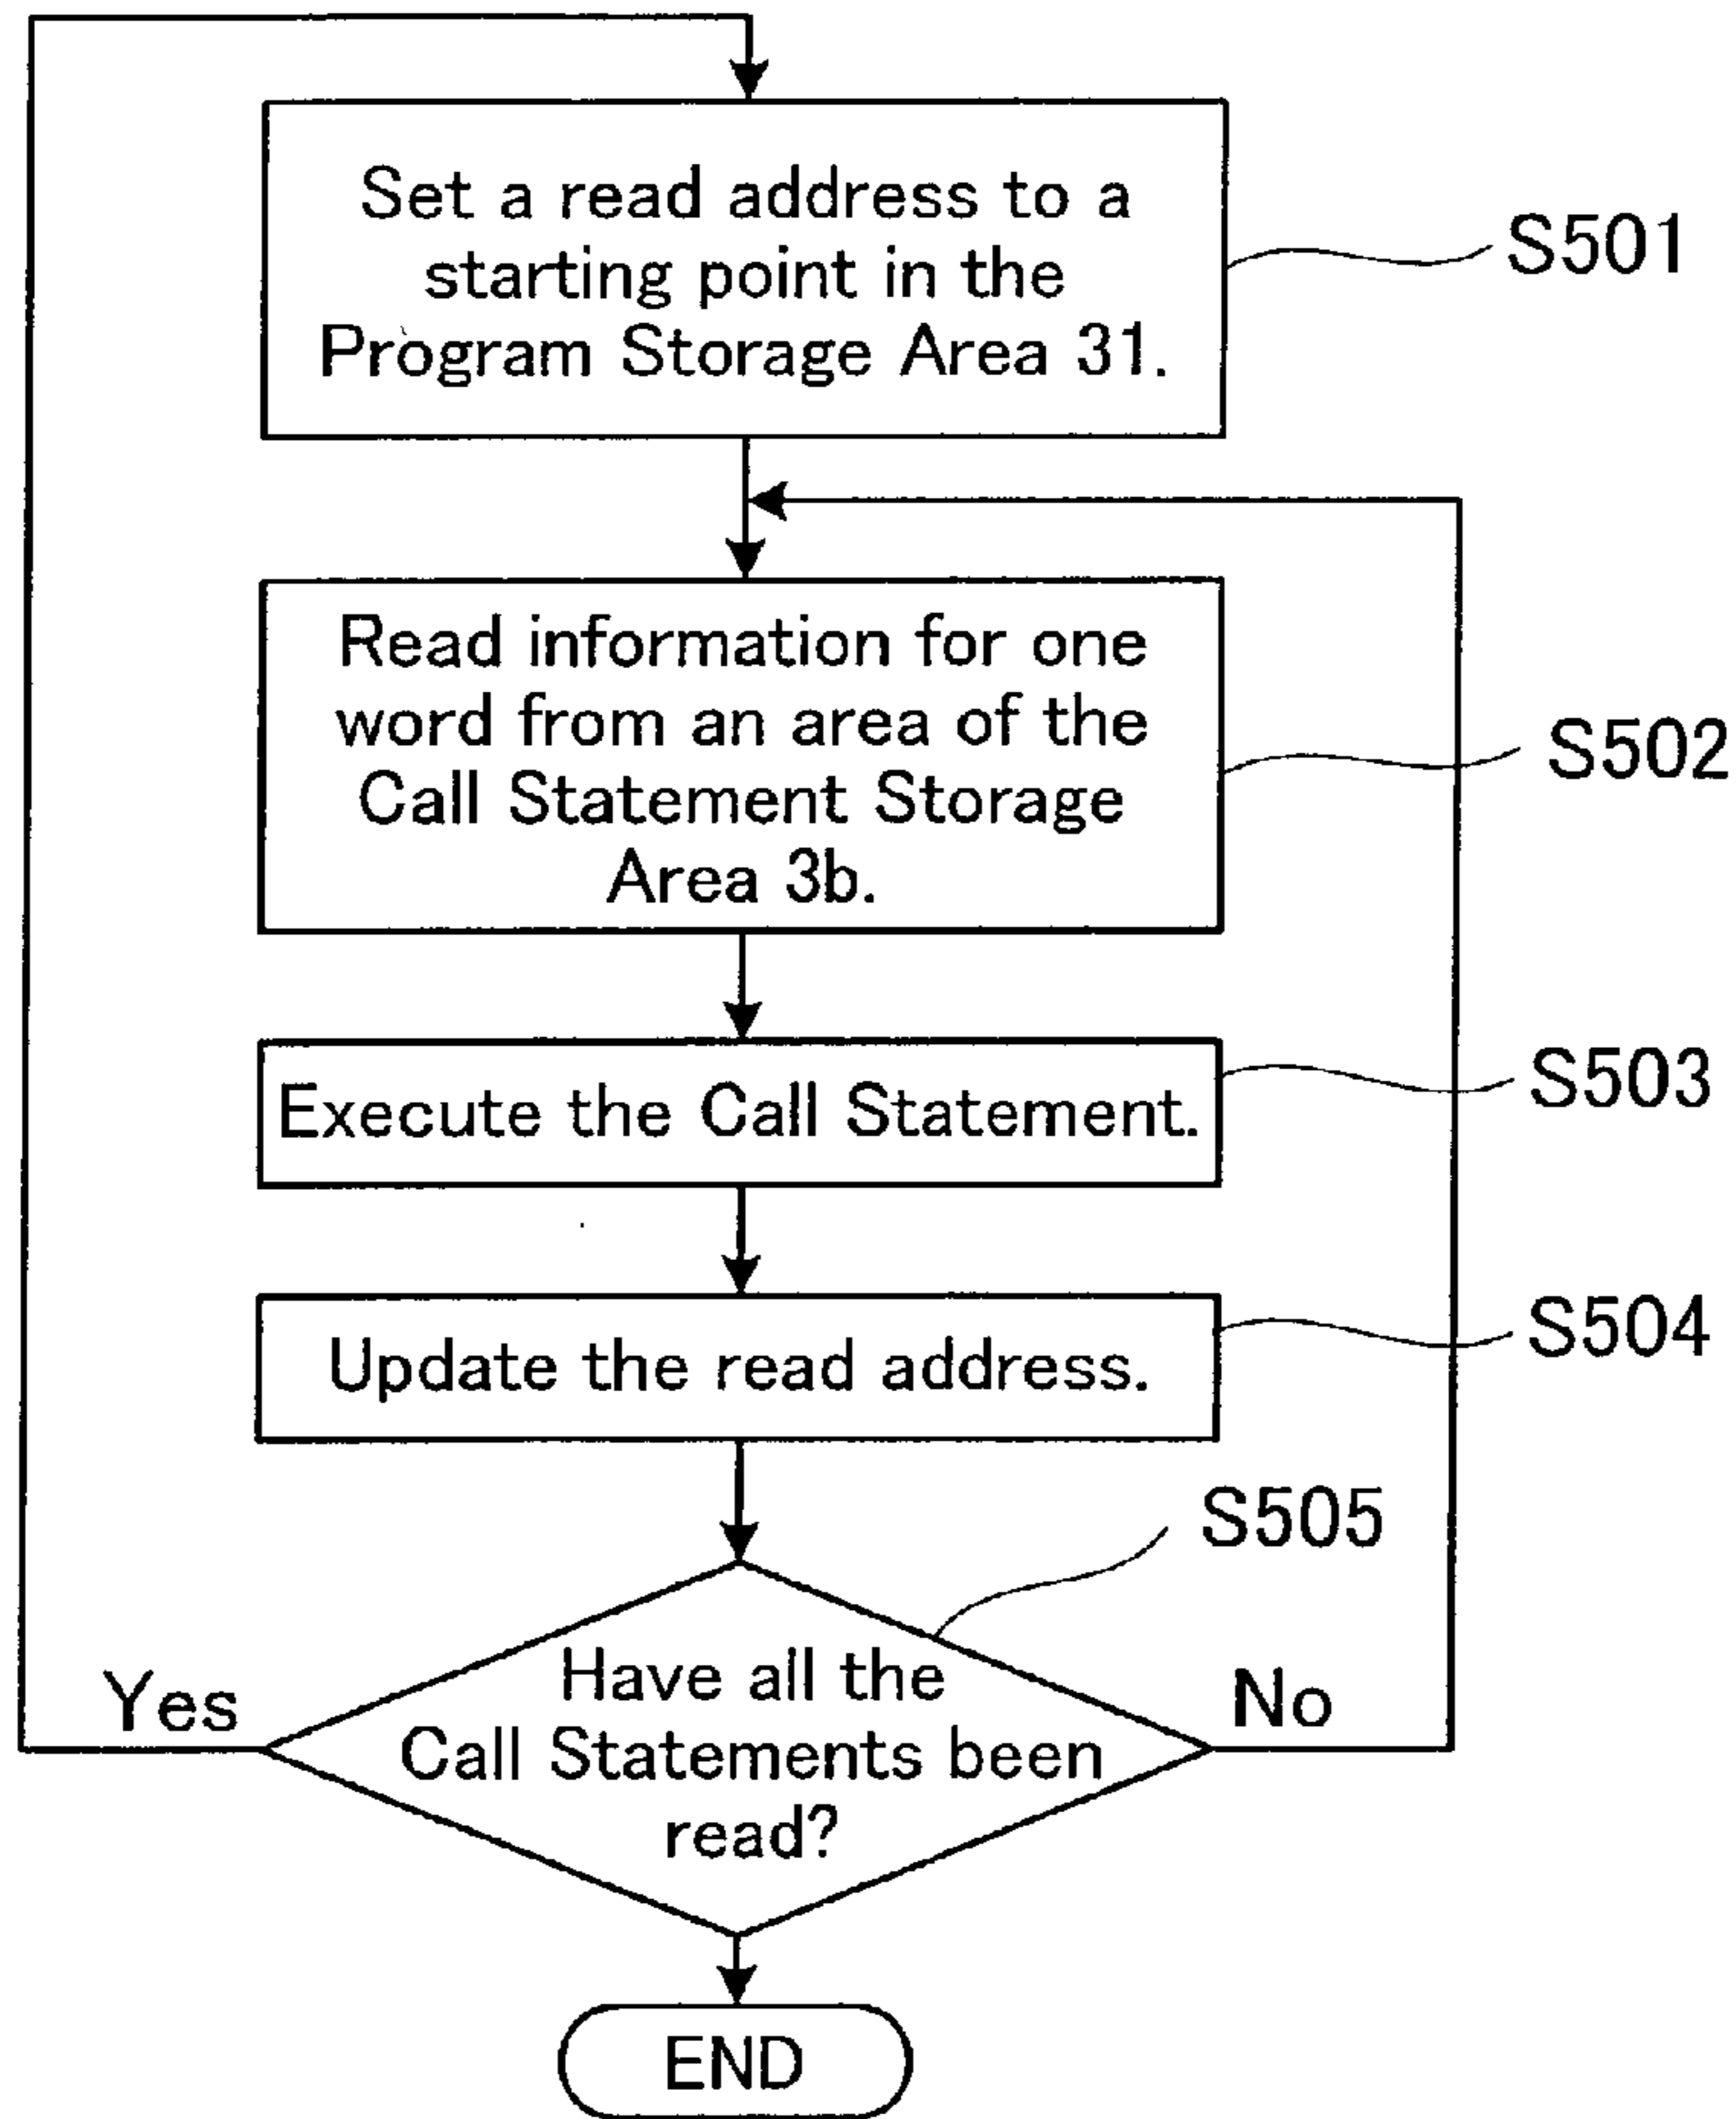 Set a read address to a
starting point in the
Program Storage Area 31.
S501
Read information for one
word from an area of the
Call Statement Storage
Area 3b.
S502
Execute the Call Statement.
S503
Update the read address.
S504
S505
Have all the
Call Statements been
read?
Yes
No
END